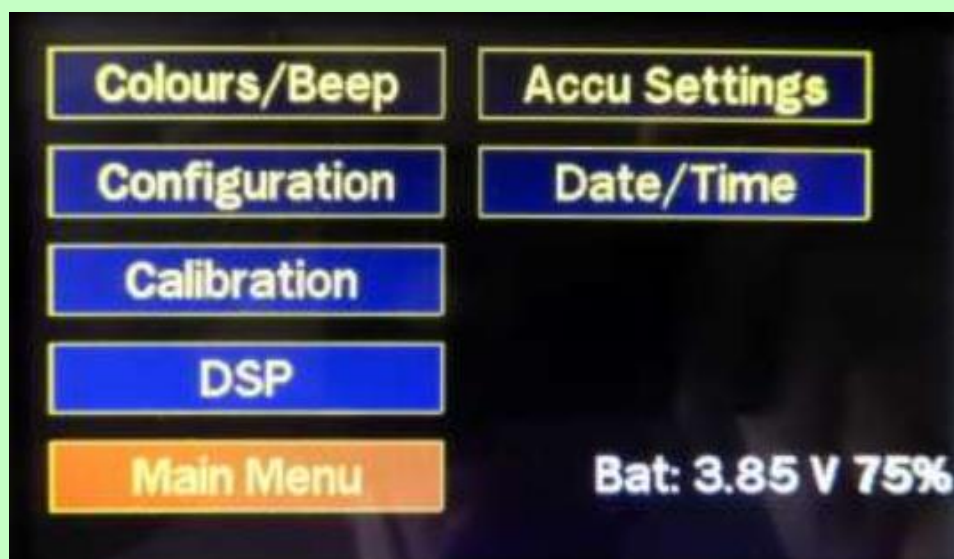 Colours/Beep
Accu Settings
Configuration
Date/Time
Calibration
DSP
Main Menu
Bat: 3.85 V 75%